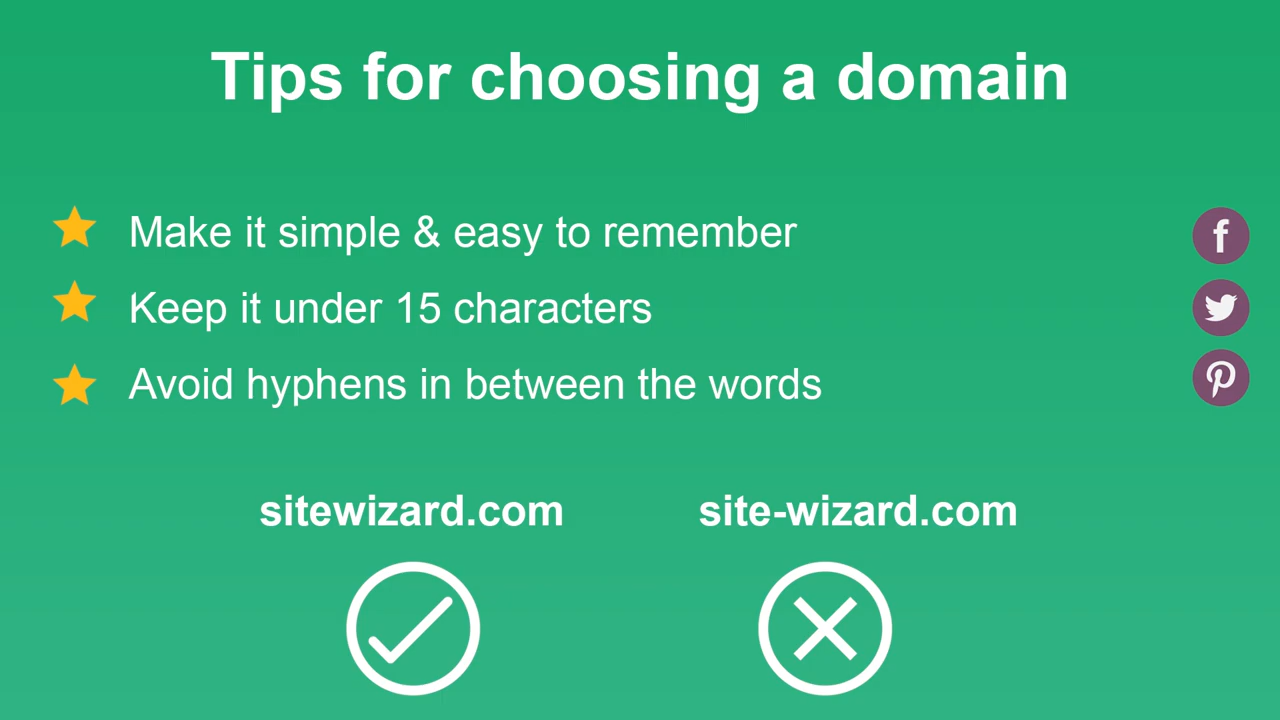 Tips for choosing a domain
Make it simple & easy to remember
Keep it under 15 characters
Avoid hyphens in between the words
sitewizard.com
site-wizard.com